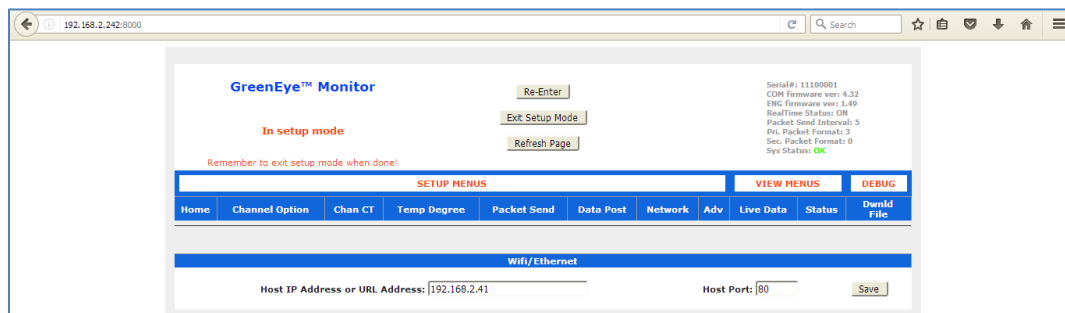 192.168.2.242:8000
Search
GreenEye™ Monitor
In setup mode
Remember to exit setup mode when done!
Re-Enter
Exit Setup Mode
Refresh Page
Serial#: 11100001
COM firmware ver: 4.32
ENG firmware ver: 1.49
RealTime Status: ON
Packet Send Interval: 5
Pri. Packet Format: 3
Sec. Packet Format: 0
Sys Status: OK
SETUP MENUS VIEW MENUS DEBUG
Home Channel Option Chan CT Temp Degree Packet Send Data Post Network Adv Live Data Status Dwnld File
Wifi/Ethernet
Host IP Address or URL Address: 192.168.2.41 Host Port: 80 Save